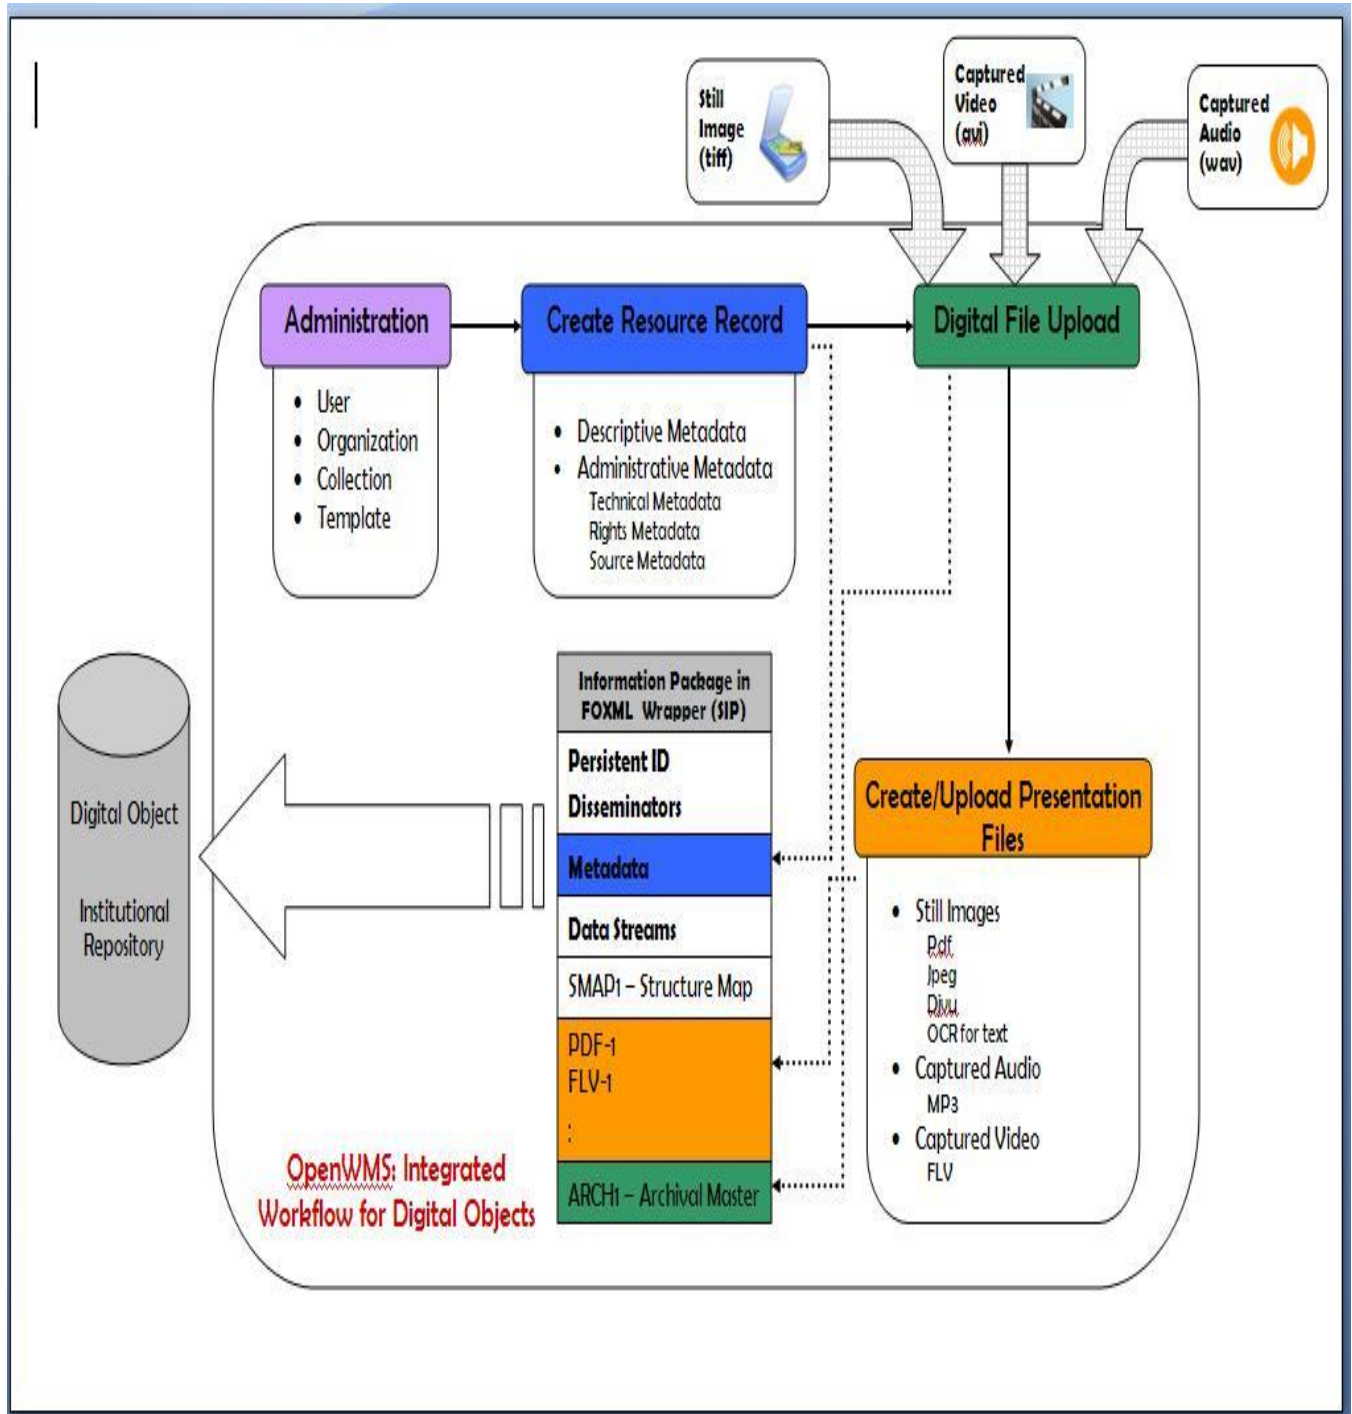 Still
Image
(tiff)
Captured
Video
(avi)
Captured
Audio
(wav)
Administration
• User
• Organization
• Collection
• Template
Create Resource Record
• Descriptive Metadata
• Administrative Metadata
Technical Metadata
Rights Metadata
Source Metadata
Digital File Upload
Create/Upload Presentation
Files
• Still Images
Pdf
Jpeg
Djvu
OCR for text
• Captured Audio
MP3
• Captured Video
FLV
Information Package in
FOXML Wrapper (SIP)
Persistent ID
Disseminators
Metadata
Data Streams
SMAP1 – Structure Map
PDF-1
FLV-1
:
ARCH1 – Archival Master
Digital Object
Institutional
Repository
OpenWMS: Integrated
Workflow for Digital Objects